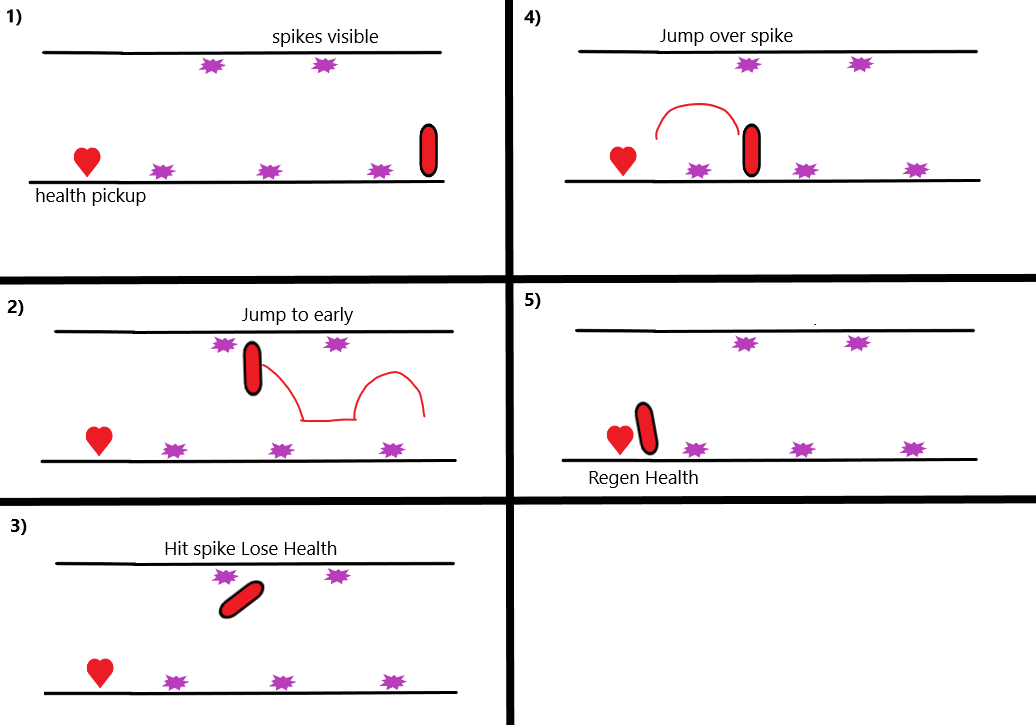 1)
spikes visible
health pickup
2)
Jump to early
3)
Hit spike Lose Health
4)
Jump over spike
5)
Regen Health